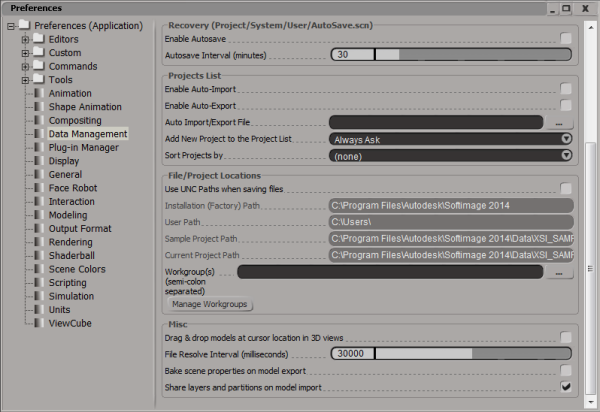 Preferences
Preferences (Application)
Editors
Custom
Commands
Tools
Animation
Shape Animation
Compositing
Data Management
Plug-in Manager
Display
General
Face Robot
Interaction
Modeling
Output Format
Rendering
Shaderball
Scene Colors
Scripting
Simulation
Units
ViewCube
Recovery (Project/System/User/AutoSave.scn)
Enable Autosave
Autosave Interval (minutes) 30
Projects List
Enable Auto-Import
Enable Auto-Export
Auto Import/Export File ...
Add New Project to the Project List Always Ask
Sort Projects by (none)
File/Project Locations
Use UNC Paths when saving files
Installation (Factory) Path C:\Program Files\Autodesk\Softimage 2014
User Path C:\Users\
Sample Project Path C:\Program Files\Autodesk\Softimage 2014\Data\XSI_SAMF
Current Project Path C:\Program Files\Autodesk\Softimage 2014\Data\XSI_SAMF
Workgroup(s) ...
(semi-colon
separated)
Manage Workgroups
Misc
Drag & drop models at cursor location in 3D views
File Resolve Interval (milliseconds) 30000
Bake scene properties on model export
Share layers and partitions on model import